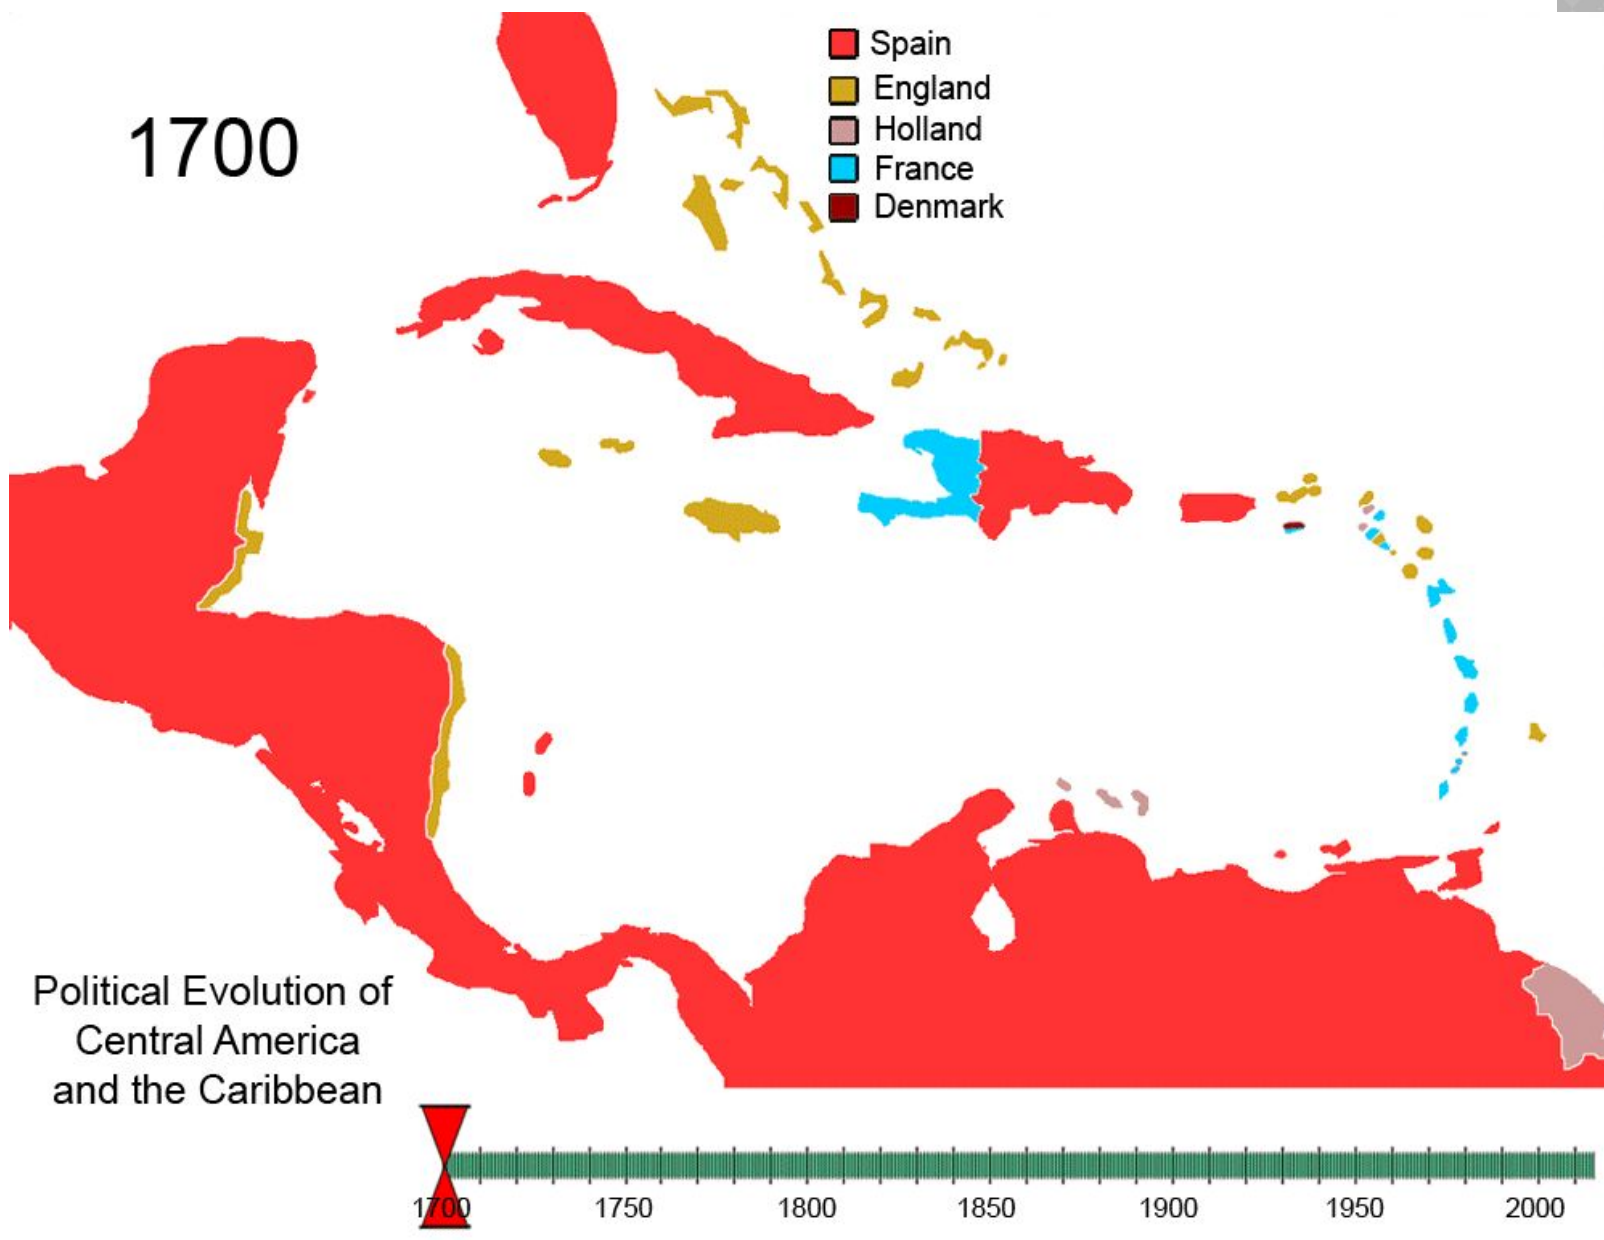 1700
Spain
England
Holland
France
Denmark
Political Evolution of
Central America
and the Caribbean
1700 1750 1800 1850 1900 1950 2000